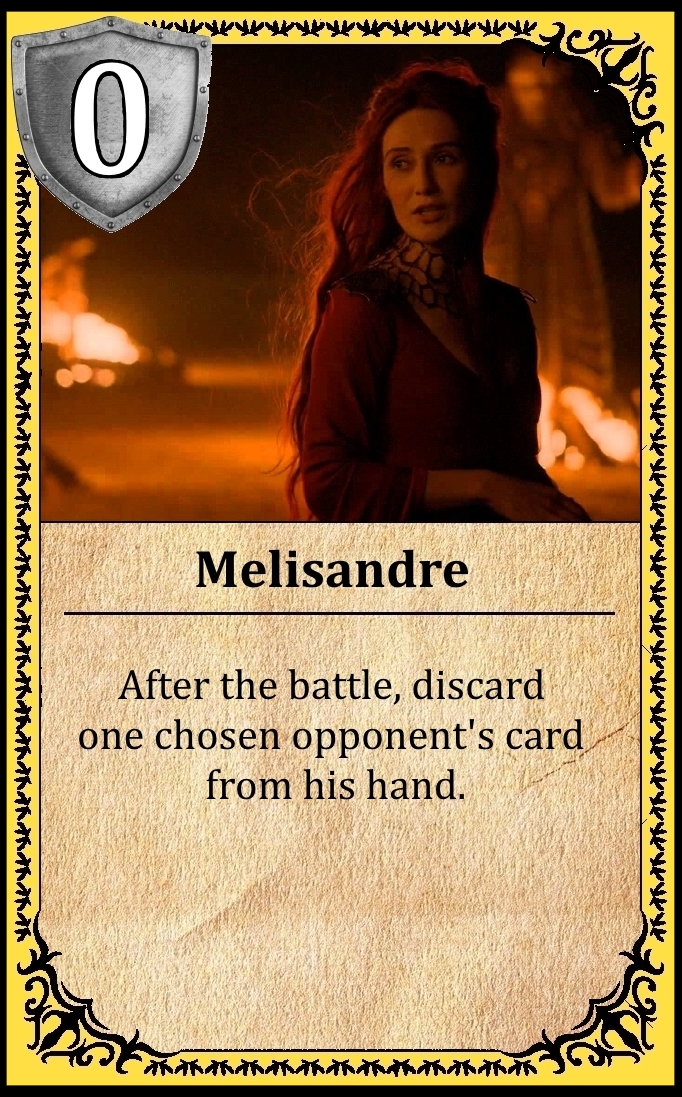 0
Melisandre
After the battle, discard
one chosen opponent's card
from his hand.